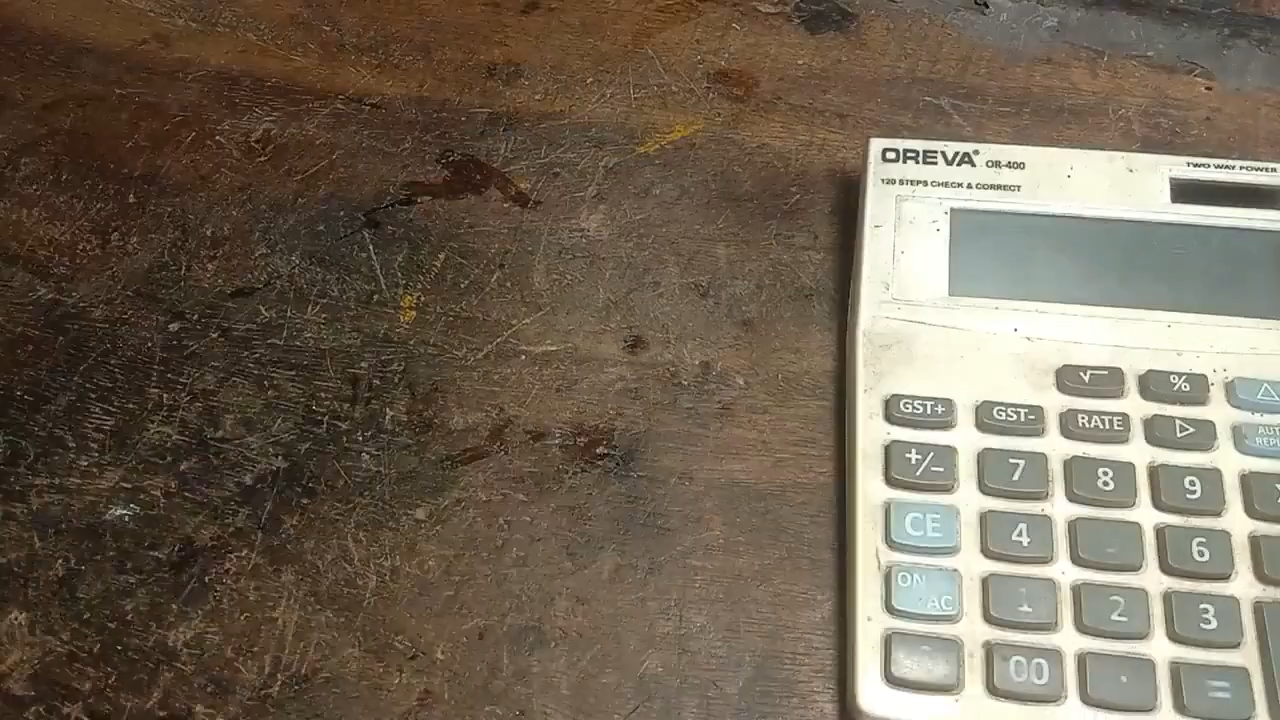 OREVA® OR-400
TWO WAY POWER
120 STEPS CHECK & CORRECT
√ %
GST+ GST- RATE ▷
+/- 7 8 9
CE 4 6
ON AC 1 2 3
00 . =